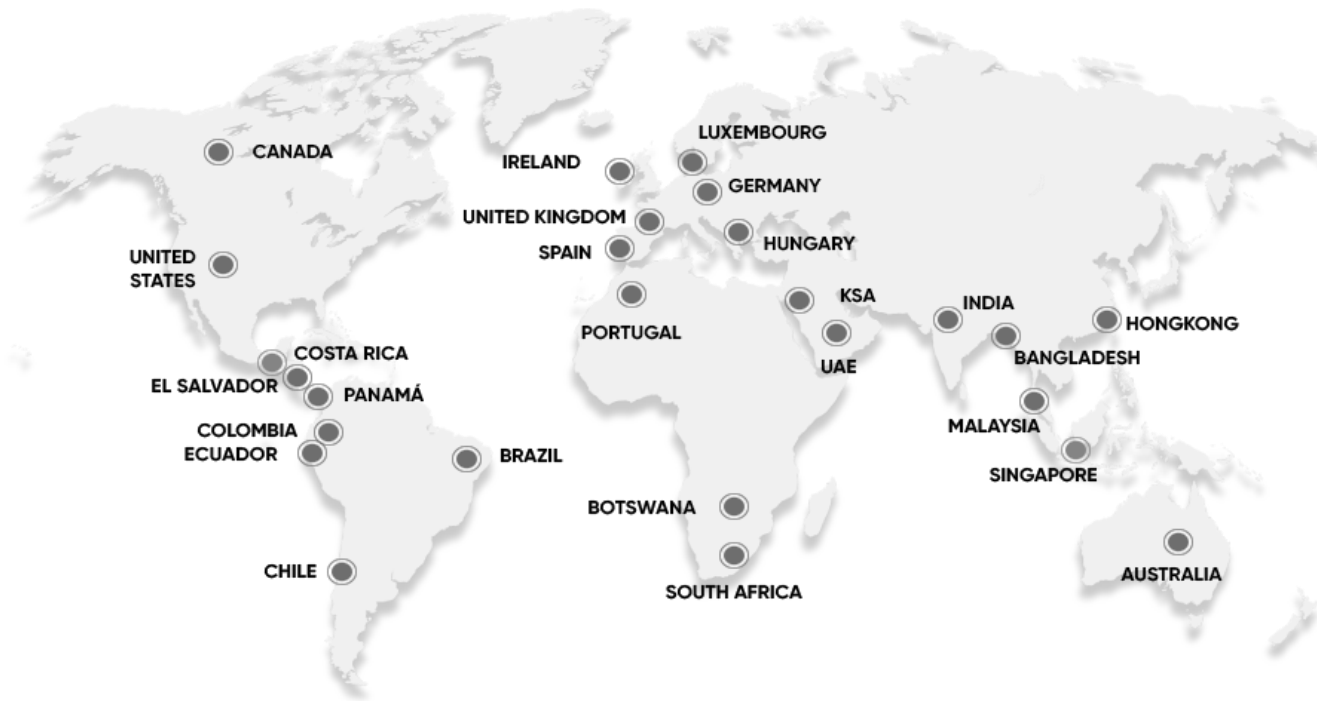 LUXEMBOURG
CANADA
IRELAND
GERMANY
UNITED KINGDOM
HUNGARY
SPAIN
UNITED
STATES
KSA
INDIA
HONGKONG
PORTUGAL
COSTA RICA
BANGLADESH
UAE
EL SALVADOR
PANAMÁ
MALAYSIA
COLOMBIA
ECUADOR
BRAZIL
SINGAPORE
BOTSWANA
CHILE
AUSTRALIA
SOUTH AFRICA